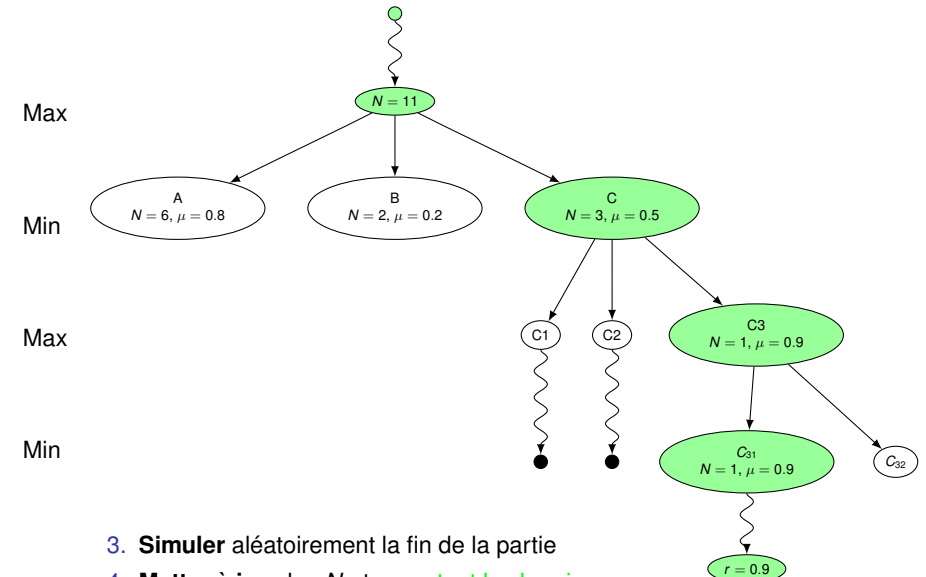 N = 11
Max
A
N = 6, μ = 0.8
B
N = 2, μ = 0.2
C
N = 3, μ = 0.5
Min
Max
C1
C2
C3
N = 1, μ = 0.9
Min
C31
N = 1, μ = 0.9
C32
3. Simuler aléatoirement la fin de la partie
r = 0.9